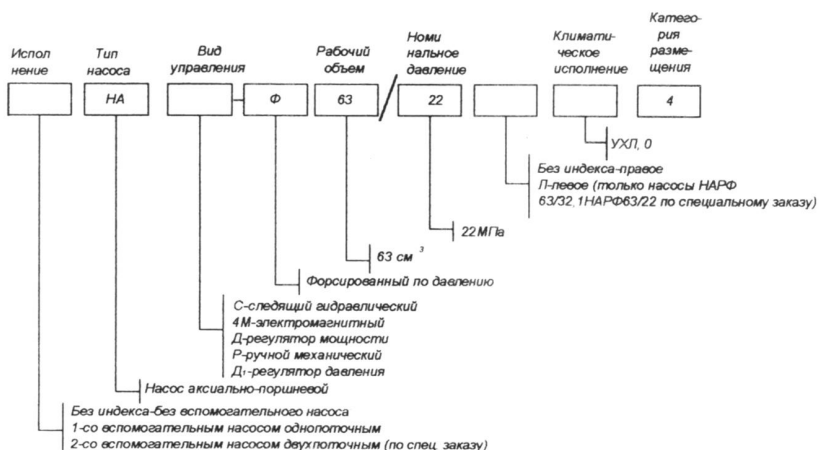 Испол
нение
Тип
насоса
Вид
управления
Рабочий
объем
Номи
нальное
давление
Климати-
ческое
исполнение
Катего-
рия
разме-
щения
НА
Ф
63
22
4
УХЛ, 0
Без индекса-правое
Л-левое (только насосы НАРФ
63/32,1НАРФ63/22 по специальному заказу)
22МПа
63 см 3
Форсированный по давлению
С-следящий гидравлический
4М-электромагнитный
Д-регулятор мощности
Р-ручной механический
Д1-регулятор давления
Насос аксиально-поршневой
Без индекса-без вспомогательного насоса
1-со вспомогательным насосом однопоточным
2-со вспомогательным насосом двухпоточным (по спец. заказу)